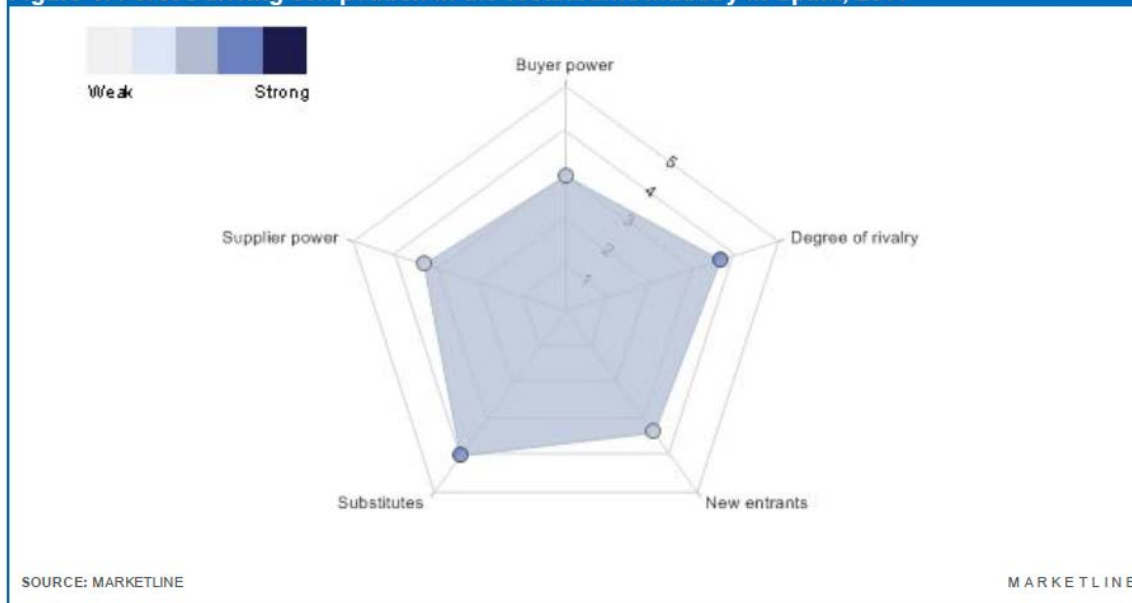 Weak Strong
Buyer power
5
4
3
2
1
Supplier power
Degree of rivalry
Substitutes
New entrants
SOURCE: MARKETLINE
MARKETLINE